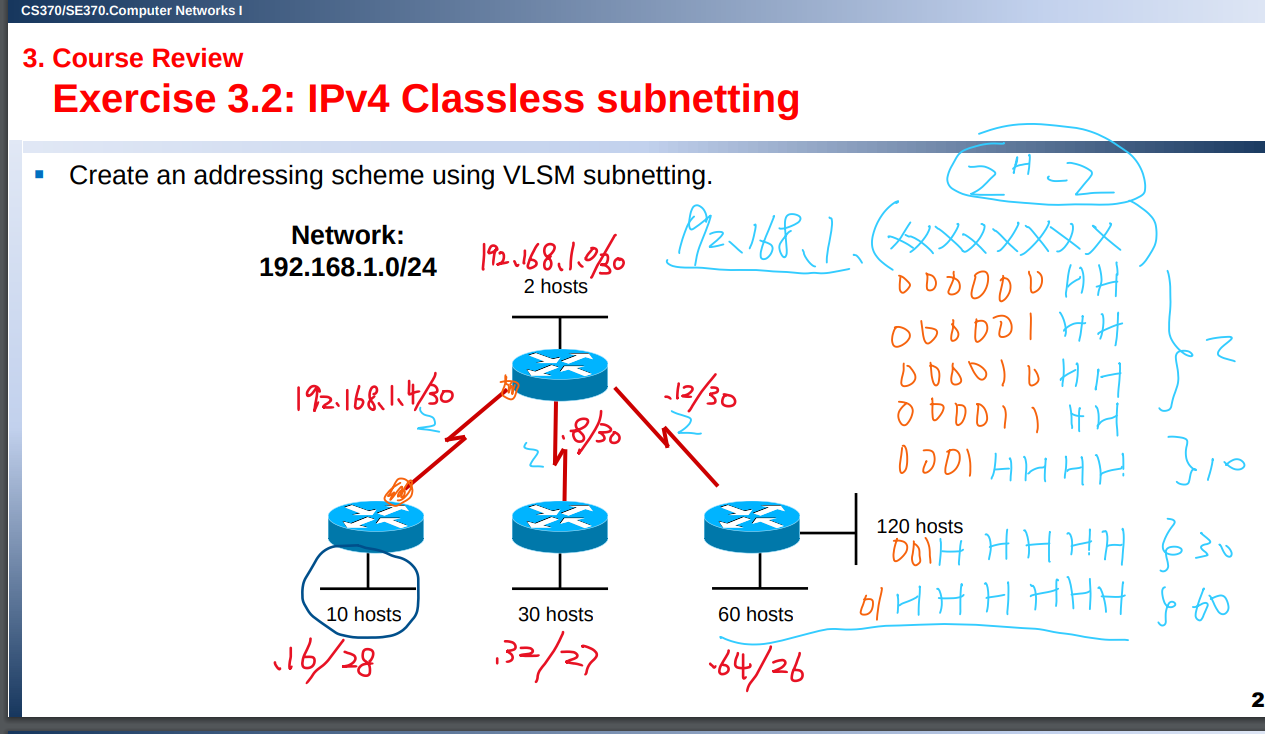 CS370/SE370.Computer Networks I
3. Course Review
Exercise 3.2: IPv4 Classless subnetting
▪ Create an addressing scheme using VLSM subnetting.
2^H-2
Network:
192.168.1.0/24
192.168.1.0/30
2 hosts
192.168.1.(XXXXXXXX)
000000HH
000001HH
000010HH
000011HH
} 2
0001HHHH } 10
192.168.1.4/30
2
.8/30
2
.12/30
2
120 hosts
001HHHHH } 30
01HHHHHH } 60
10 hosts
30 hosts
60 hosts
.16/28
.32/27
.64/26
2